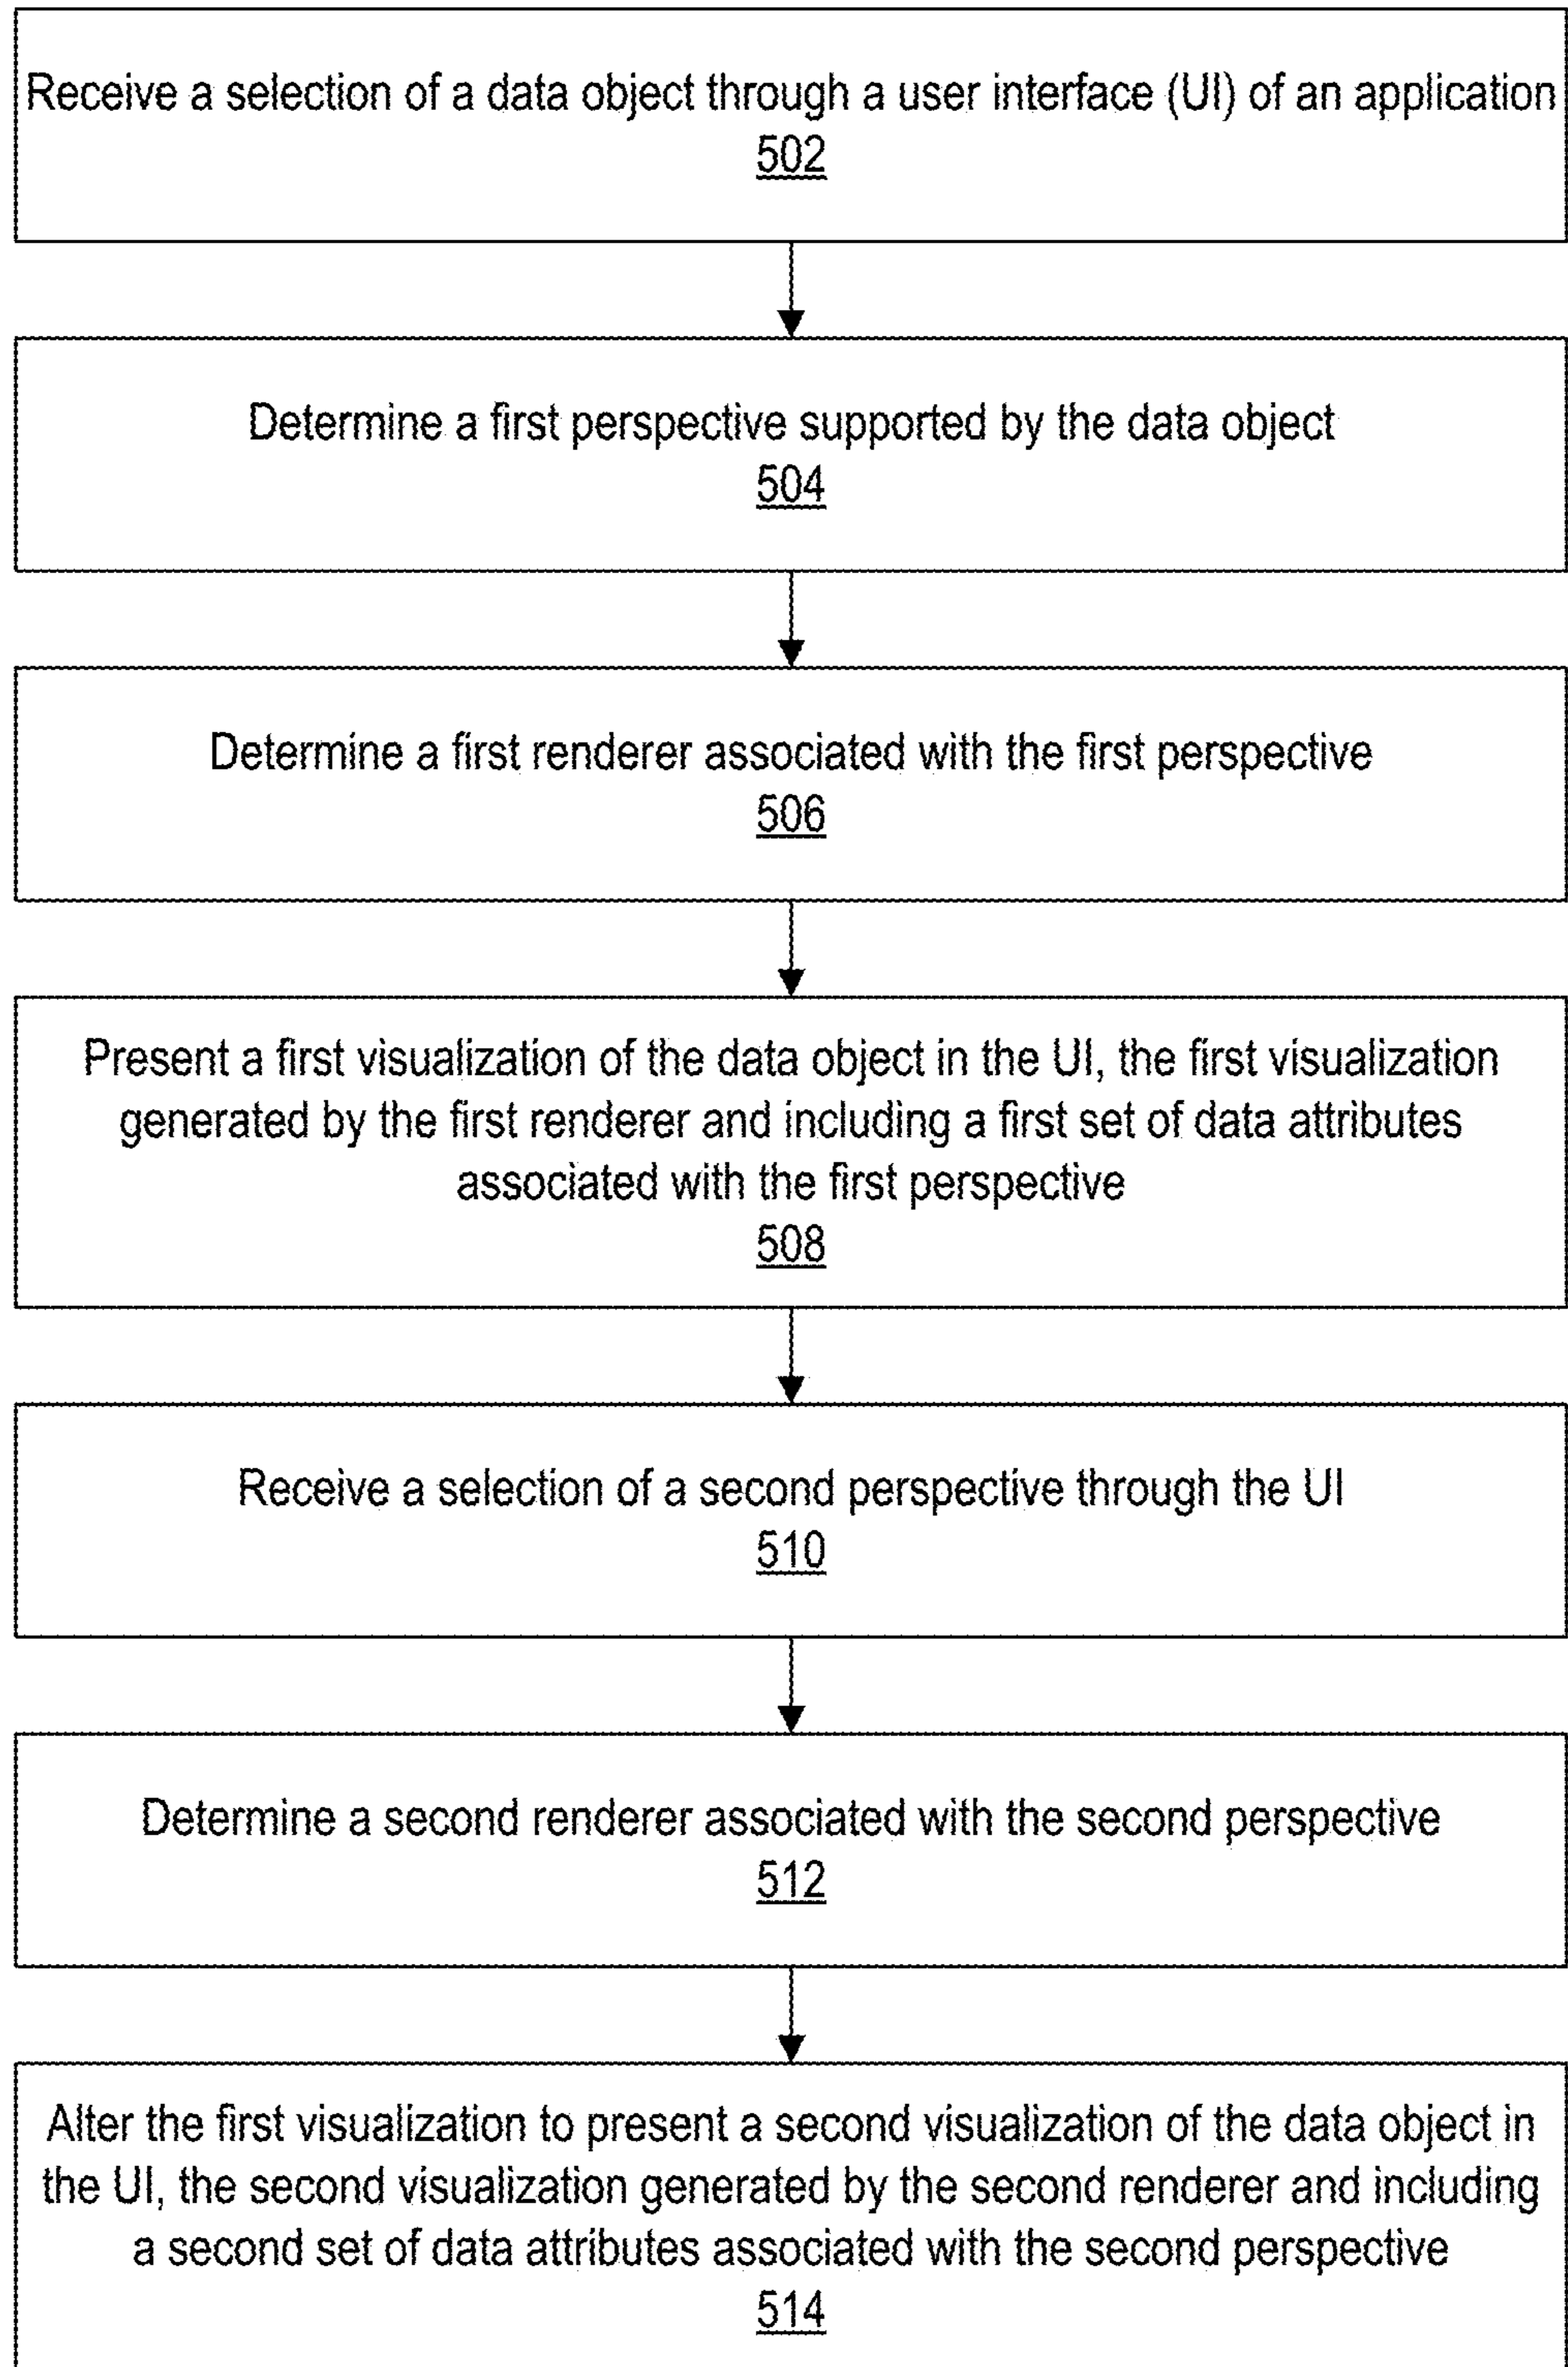 Receive a selection of a data object through a user interface (UI) of an application
502
Determine a first perspective supported by the data object
504
Determine a first renderer associated with the first perspective
506
Present a first visualization of the data object in the UI, the first visualization
generated by the first renderer and including a first set of data attributes
associated with the first perspective
508
Receive a selection of a second perspective through the UI
510
Determine a second renderer associated with the second perspective
512
Alter the first visualization to present a second visualization of the data object in
the UI, the second visualization generated by the second renderer and including
a second set of data attributes associated with the second perspective
514